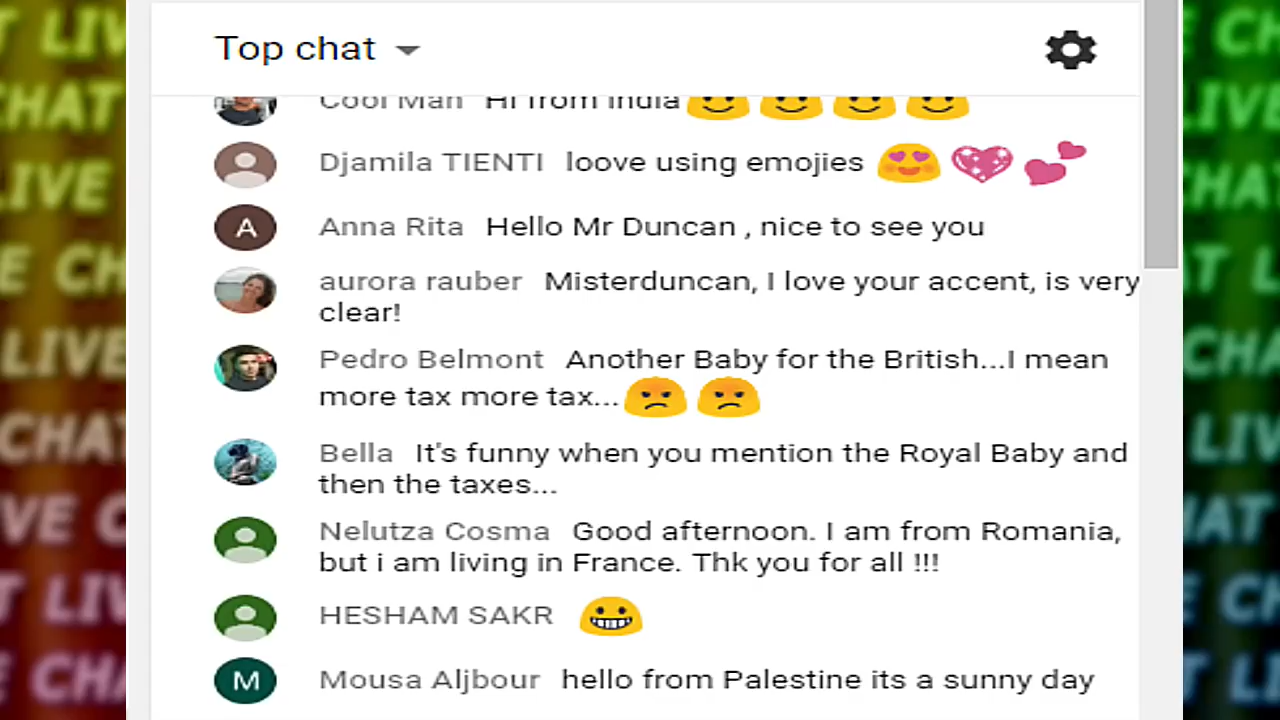 Top chat
Cool Man Hi from India
Djamila TIENTI loove using emojies
A Anna Rita Hello Mr Duncan , nice to see you
aurora rauber Misterduncan, I love your accent, is very
clear!
Pedro Belmont Another Baby for the British...I mean
more tax more tax...
Bella It's funny when you mention the Royal Baby and
then the taxes...
Nelutza Cosma Good afternoon. I am from Romania,
but i am living in France. Thk you for all !!!
HESHAM SAKR
M Mousa Aljbour hello from Palestine its a sunny day